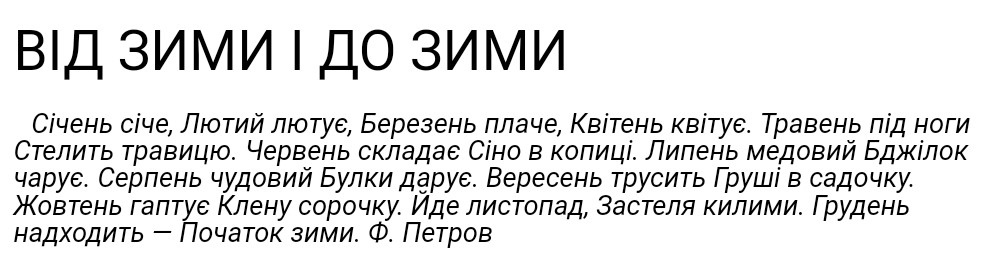 ВІД ЗИМИ І ДО ЗИМИ
Січень січе, Лютий лютує, Березень плаче, Квітень квітує. Травень під ноги
Стелить травицю. Червень складає Сіно в копиці. Липень медовий Бджілок
чарує. Серпень чудовий Булки дарує. Вересень трусить Груші в садочку.
Жовтень гаптує Клену сорочку. Йде листопад, Застеля килими. Грудень
надходить — Початок зими. Ф. Петров